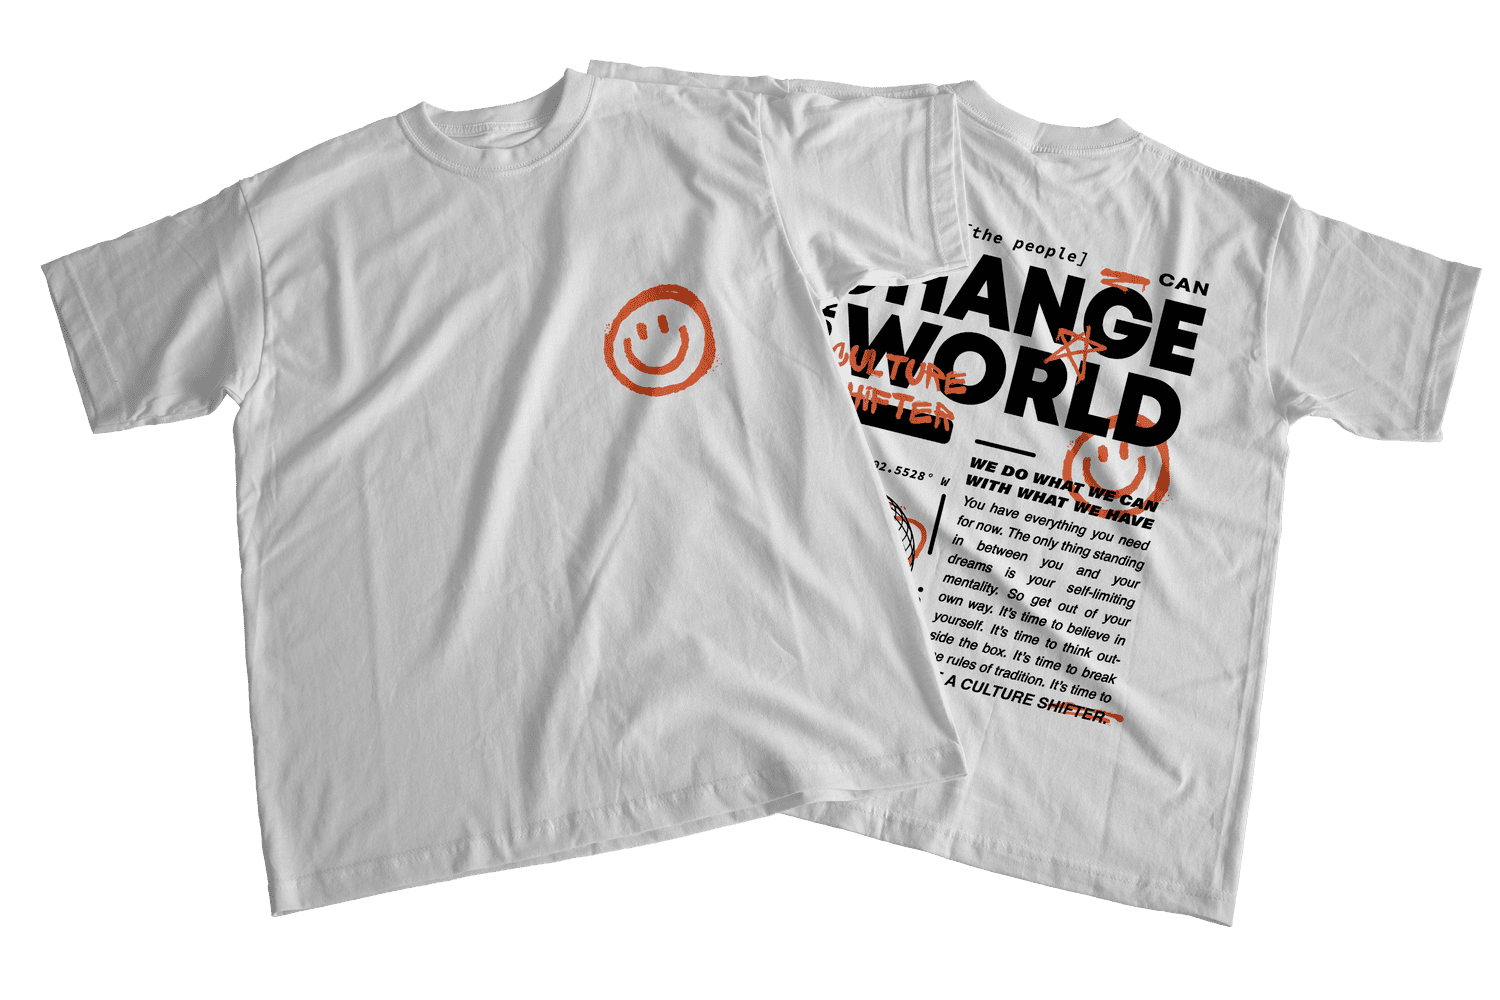 [the people]
CAN
CHANGE
WORLD
CULTURE
SHIFTER
92.5528° W
WE DO WHAT WE CAN
WITH WHAT WE HAVE
You have everything you need
for now. The only thing standing
in between you and your
dreams is your self-limiting
mentality. So get out of your
own way. It's time to believe in
yourself. It's time to think out-
side the box. It's time to break
rules of tradition. It's time to
A CULTURE SHIFTER.